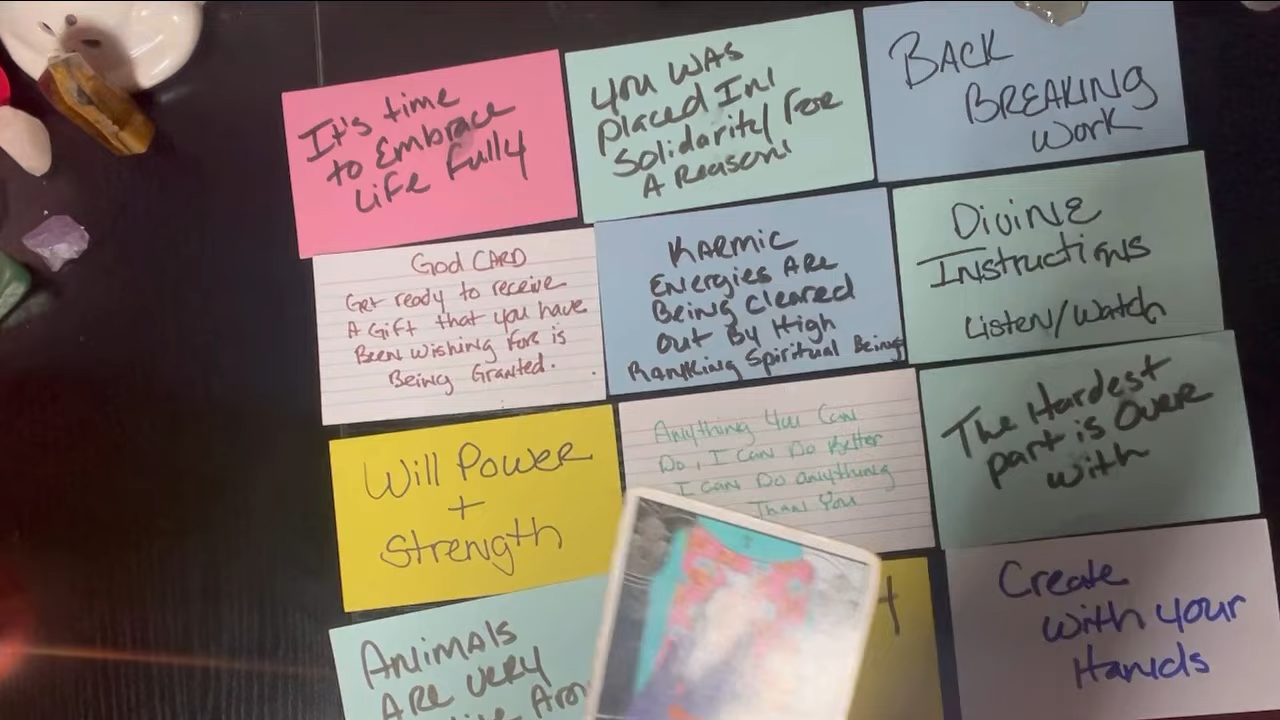 It's time
to Embrace
Life Fully
You WAS
placed In/
Solidarity/For
A Reason!
BACK
BREAKING
Work
God CARD
Get ready to receive
A Gift that you have
Been Wishing For is
Being Granted.
KARMIC
Energies ARE
Being Cleared
Out By High
Ranking Spiritual Beings
Divine
Instructions
Listen/Watch
Will Power
+
Strength
Anything You Can
Do, I Can Do Better
I can Do anything
Than You
The Hardest
part is Over
with
Animals
Are very
Create
With your
Hands